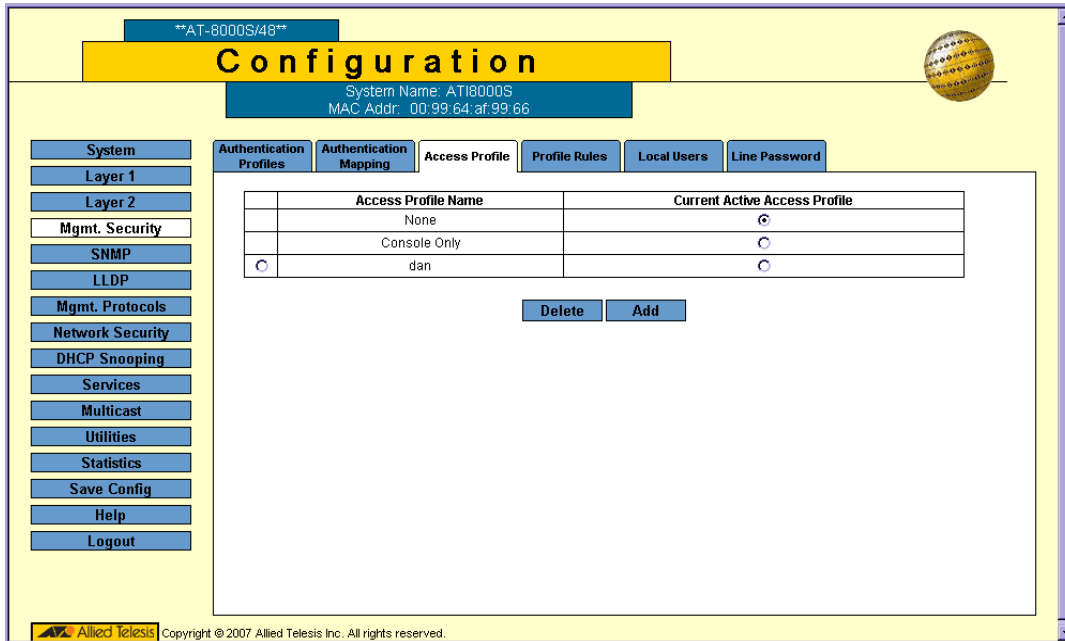 **AT-8000S/48**
Configuration
System Name: ATI8000S
MAC Addr: 00:99:64:af:99:66
System
Layer 1
Layer 2
Mgmt. Security
SNMP
LLDP
Mgmt. Protocols
Network Security
DHCP Snooping
Services
Multicast
Utilities
Statistics
Save Config
Help
Logout
Authentication Profiles
Authentication Mapping
Access Profile
Profile Rules
Local Users
Line Password
Access Profile Name Current Active Access Profile
None
Console Only
dan
Delete Add
Allied Telesis Copyright © 2007 Allied Telesis Inc. All rights reserved.